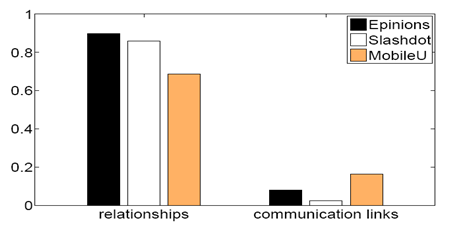 1
0.8
0.6
0.4
0.2
0
Epinions
Slashdot
MobileU
relationships
communication links